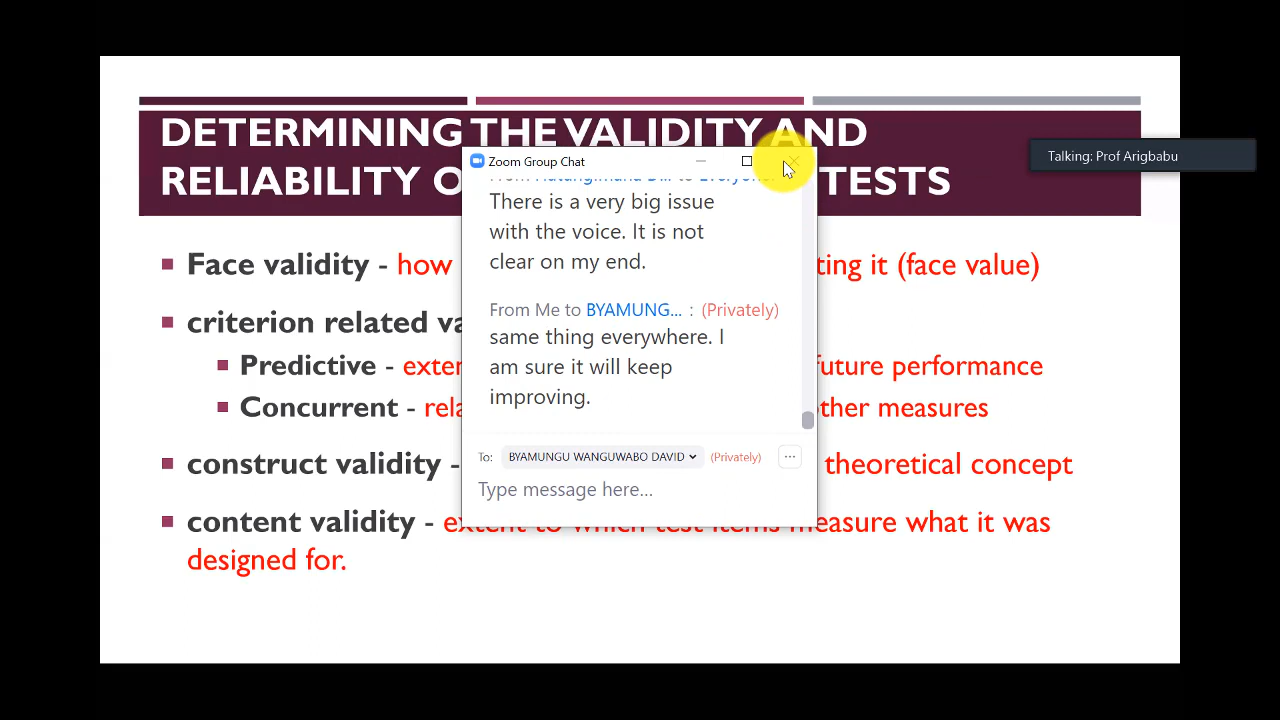 DETERMINING THE VALIDITY AND
RELIABILITY O TESTS
Talking: Prof Arigbabu
Zoom Group Chat
There is a very big issue
with the voice. It is not
clear on my end.
From Me to BYAMUNG... : (Privately)
same thing everywhere. I
am sure it will keep
improving.
To: BYAMUNGU WANGUWABO DAVID (Privately)
Type message here...
Face validity - how ting it (face value)
criterion related va
Predictive - exter future performance
Concurrent - rela other measures
construct validity - theoretical concept
content validity - extent to which test items measure what it was
designed for.